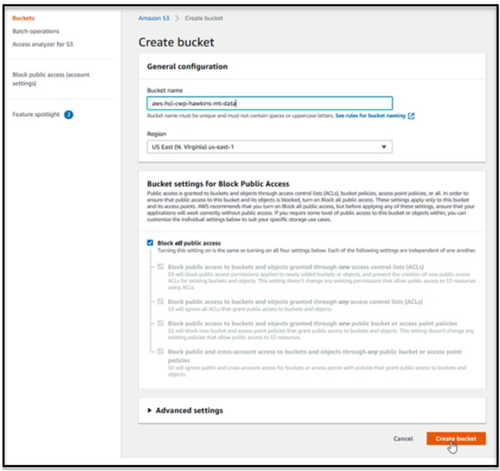 Buckets
Batch operations
Access analyzer for S3
Block public access (account
settings)
Feature spotlight 2
Amazon S3 > Create bucket
Create bucket
General configuration
Bucket name
aws-hcl-cwp-hawkins-mt-data
Bucket name must be unique and must not contain spaces or uppercase letters. See rules for bucket naming
Region
US East (N. Virginia) us-east-1
Bucket settings for Block Public Access
Public access is granted to buckets and objects through access control lists (ACLs), bucket policies, access point policies, or all. In order to
ensure that public access to this bucket and its objects is blocked, turn on Block all public access. These settings apply only to this bucket
and its access points. AWS recommends that you turn on Block all public access, but before applying any of these settings, ensure that your
applications will work correctly without public access. If you require some level of public access to this bucket or objects within, you can
customize the individual settings below to suit your specific storage use cases.
Block all public access
Turning this setting on is the same as turning on all four settings below. Each of the following settings are independent of one another.
Block public access to buckets and objects granted through new access control lists (ACLs)
S3 will block public access permissions applied to newly added buckets or objects, and prevent the creation of new public access
ACLs for existing buckets and objects. This setting doesn't change any existing permissions that allow public access to S3 resources
using ACLs.
Block public access to buckets and objects granted through any access control lists (ACLs)
S3 will ignore all ACLs that grant public access to buckets and objects.
Block public access to buckets and objects granted through new public bucket or access point policies
S3 will block new bucket and access point policies that grant public access to buckets and objects. This setting doesn't change any
existing policies that allow public access to S3 resources.
Block public and cross-account access to buckets and objects through any public bucket or access point
policies
S3 will ignore public and cross-account access for buckets or access points with policies that grant public access to buckets and
objects.
Advanced settings
Cancel
Create bucket